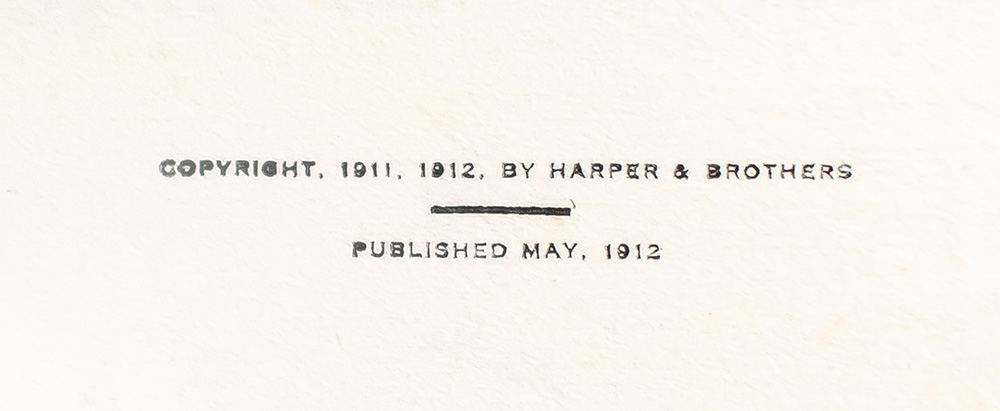 COPYRIGHT, 1911, 1912, BY HARPER & BROTHERS
PUBLISHED MAY, 1912